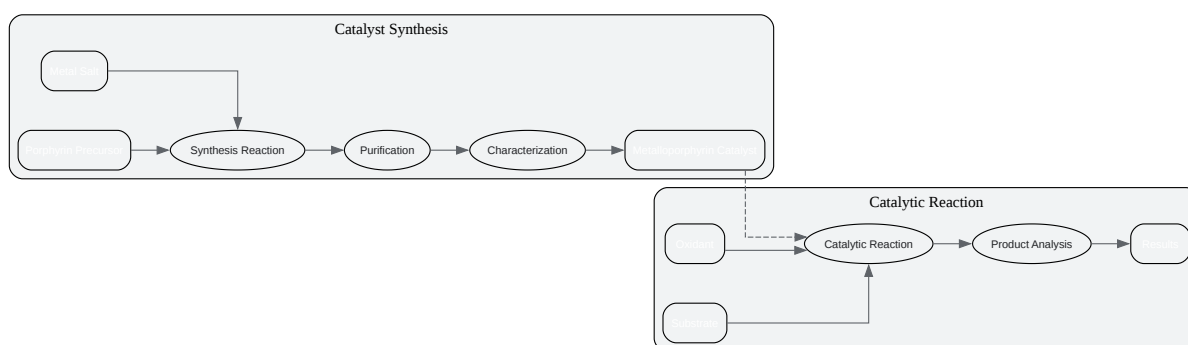 Catalyst Synthesis
Metal Salt
Porphyrin Precursor
Synthesis Reaction
Purification
Characterization
Metalloporphyrin Catalyst
Catalytic Reaction
Oxidant
Catalytic Reaction
Product Analysis
Results
Substrate